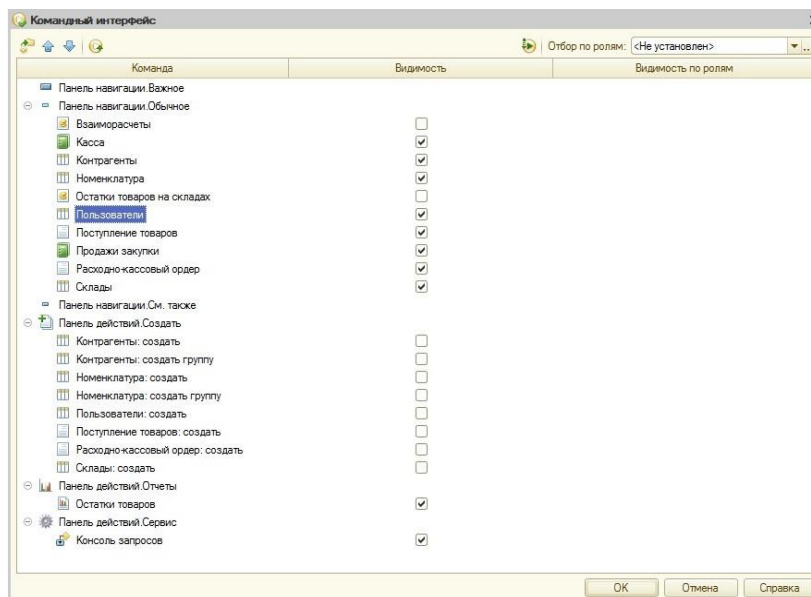 Командный интерфейс
Отбор по ролям: <Не установлен>
Команда Видимость Видимость по ролям
Панель навигации.Важное
Панель навигации.Обычное
Взаиморасчеты
Касса
Контрагенты
Номенклатура
Остатки товаров на складах
Пользователи
Поступление товаров
Продажи закупки
Расходно-кассовый ордер
Склады
Панель навигации.См. также
Панель действий.Создать
Контрагенты: создать
Контрагенты: создать группу
Номенклатура: создать
Номенклатура: создать группу
Пользователи: создать
Поступление товаров: создать
Расходно-кассовый ордер: создать
Склады: создать
Панель действий.Отчеты
Остатки товаров
Панель действий.Сервис
Консоль запросов
OK Отмена Справка